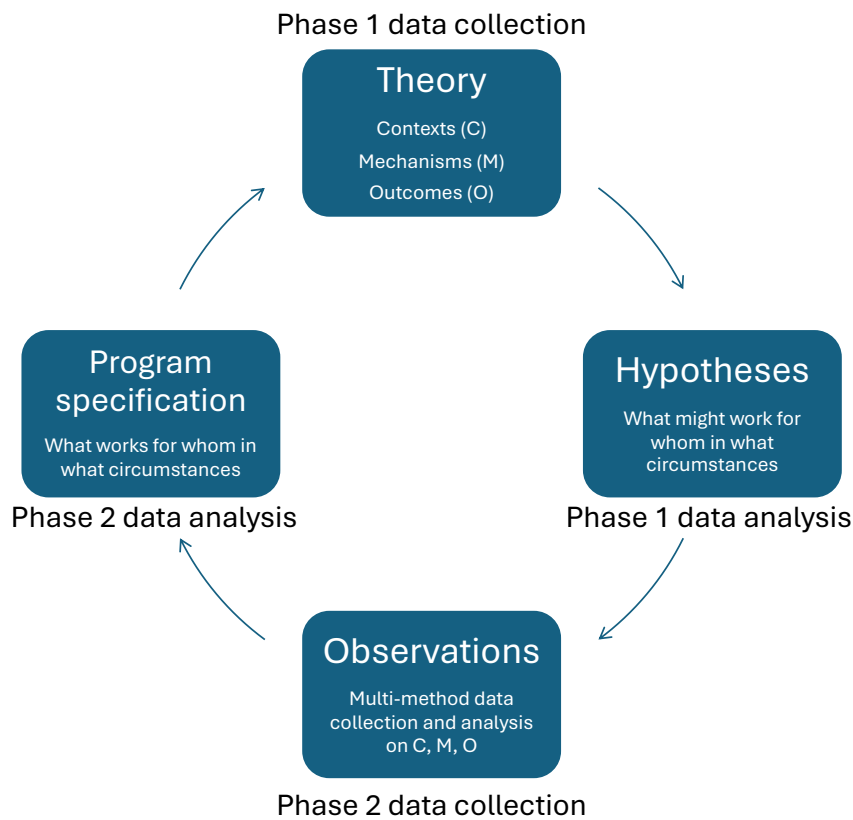 Phase 1 data collection
Theory
Contexts (C)
Mechanisms (M)
Outcomes (O)
Program
specification
What works for whom in
what circumstances
Phase 2 data analysis
Hypotheses
What might work for
whom in what
circumstances
Phase 1 data analysis
Observations
Multi-method data
collection and analysis
on C, M, O
Phase 2 data collection